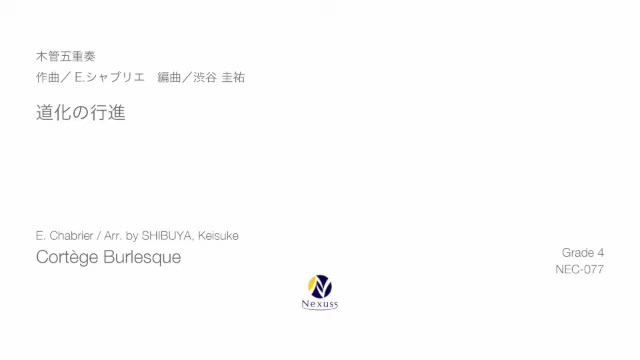 木管五重奏
作曲／E.シャブリエ　編曲／渋谷 圭祐
道化の行進
E. Chabrier / Arr. by SHIBUYA, Keisuke
Cortège Burlesque
Grade 4
NEC-077
Nexuss